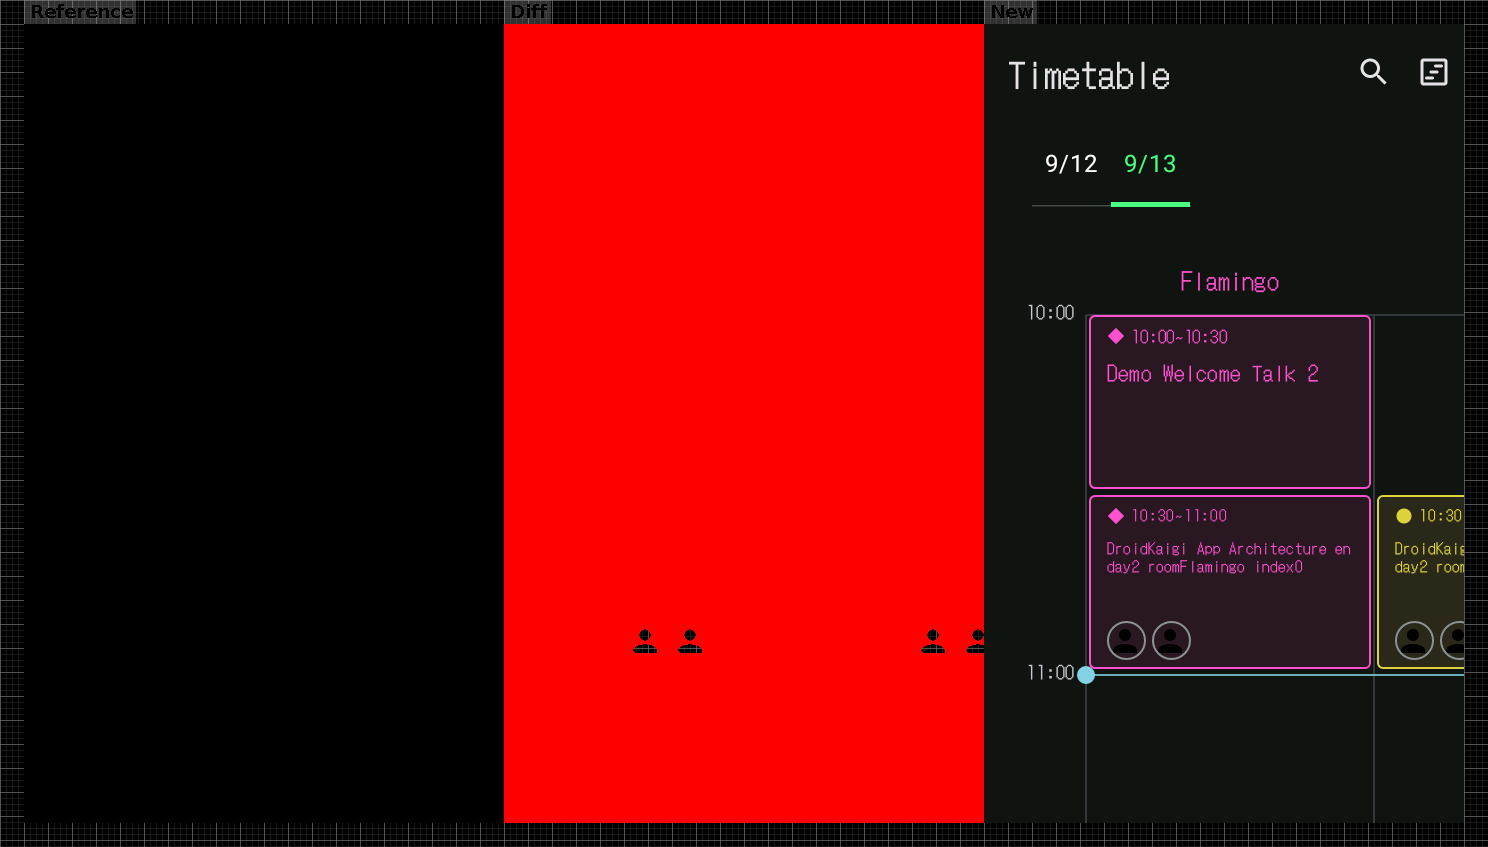 Reference
Diff
New
Timetable
9/12
9/13
Flamingo
10:00
10:00~10:30
Demo Welcome Talk 2
10:30~11:00
DroidKaigi App Architecture en
day2 roomFlamingo index0
10:30
DroidKaig
day2 room
11:00